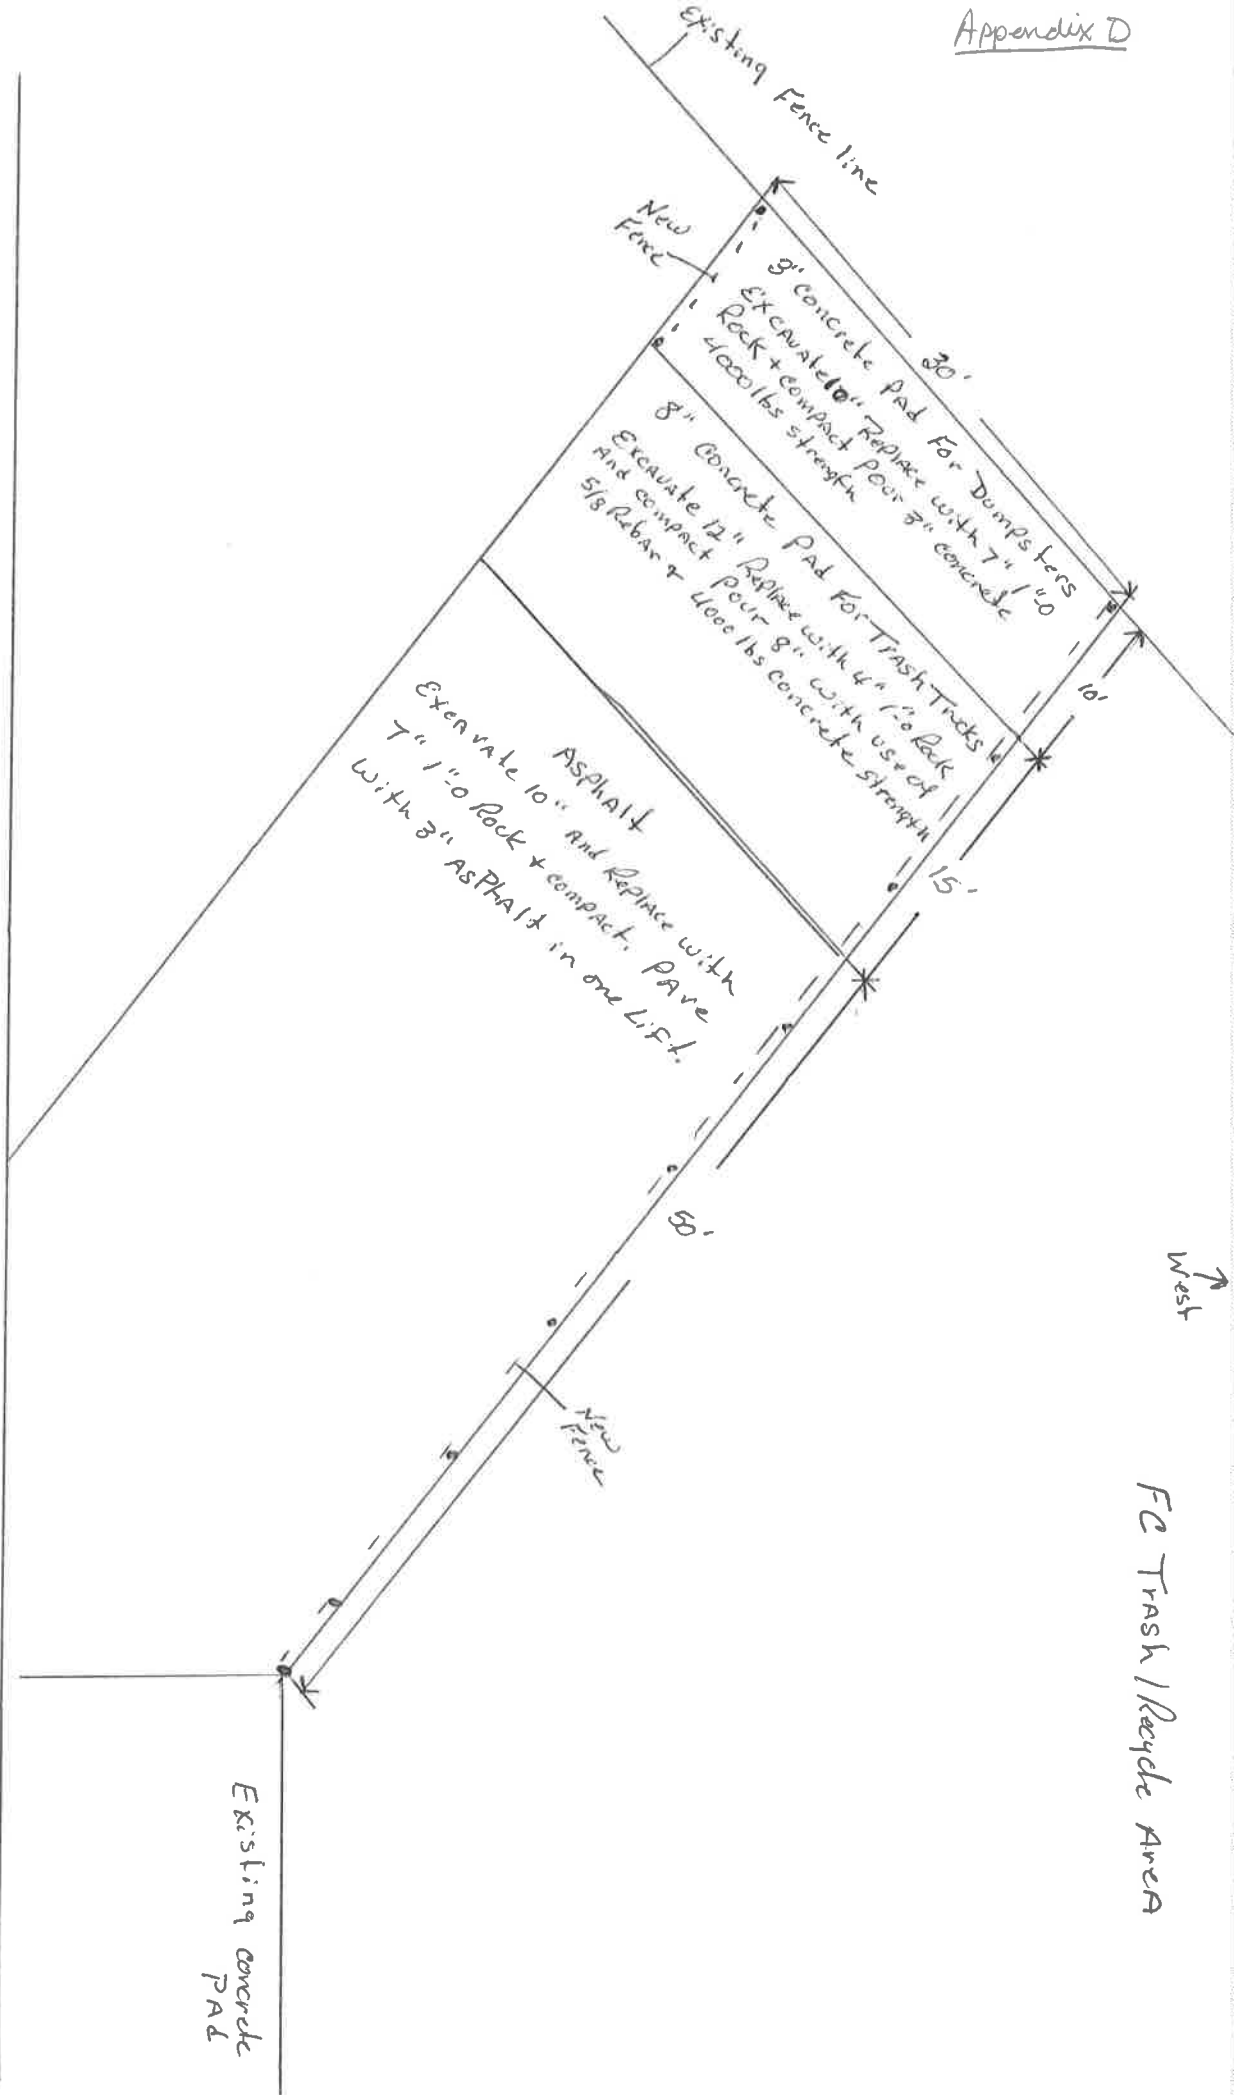 Appendix D
Existing Fence line
New
Fence
30'
3" Concrete Pad For Dumpsters
Excavate 10" Replace with 7" 1"-0
Rock + compact Pour 3" concrete
4000 lbs strength
10'
8" Concrete Pad For Trash Trucks
Excavate 12" Replace with 4" 1"-0 Rock
And compact Pour 8" with use of
5/8 Rebar + 4000 lbs concrete strength
15'
Asphalt
Excavate 10" And Replace with
7" 1"-0 Rock + compact. Pave
with 3" Asphalt in one Lift.
50'
New
Fence
West
FC Trash / Recycle Area
Existing concrete
Pad